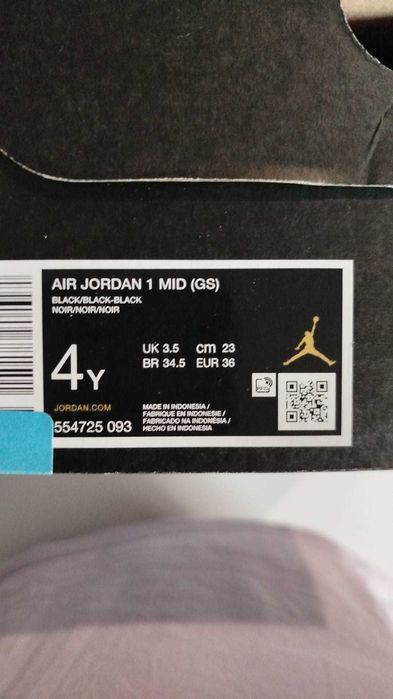 AIR JORDAN 1 MID (GS)
BLACK/BLACK-BLACK
NOIR/NOIR/NOIR
4Y
UK 3.5 cm 23
BR 34.5 EUR 36
JORDAN.COM
554725 093
MADE IN INDONESIA /
FABRIQUE EN INDONESIE /
FABRICADO NA INDONÉSIA /
HECHO EN INDONESIA